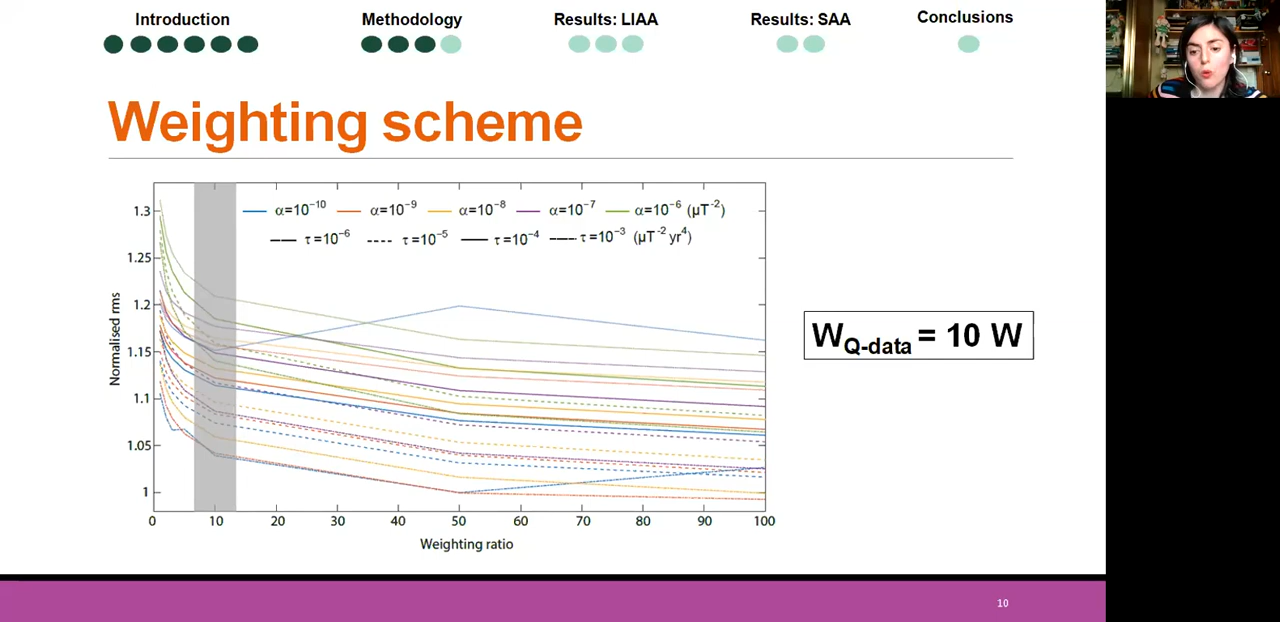 Introduction
Methodology
Results: LIAA
Results: SAA
Conclusions
Weighting scheme
α=10⁻¹⁰ α=10⁻⁹ α=10⁻⁸ α=10⁻⁷ α=10⁻⁶ (μT⁻²)
τ=10⁻⁶ τ=10⁻⁵ τ=10⁻⁴ τ=10⁻³ (μT⁻² yr⁴)
1.3
1.25
1.2
1.15
1.1
1.05
1
Normalised rms
0 10 20 30 40 50 60 70 80 90 100
Weighting ratio
W_Q-data = 10 W
10